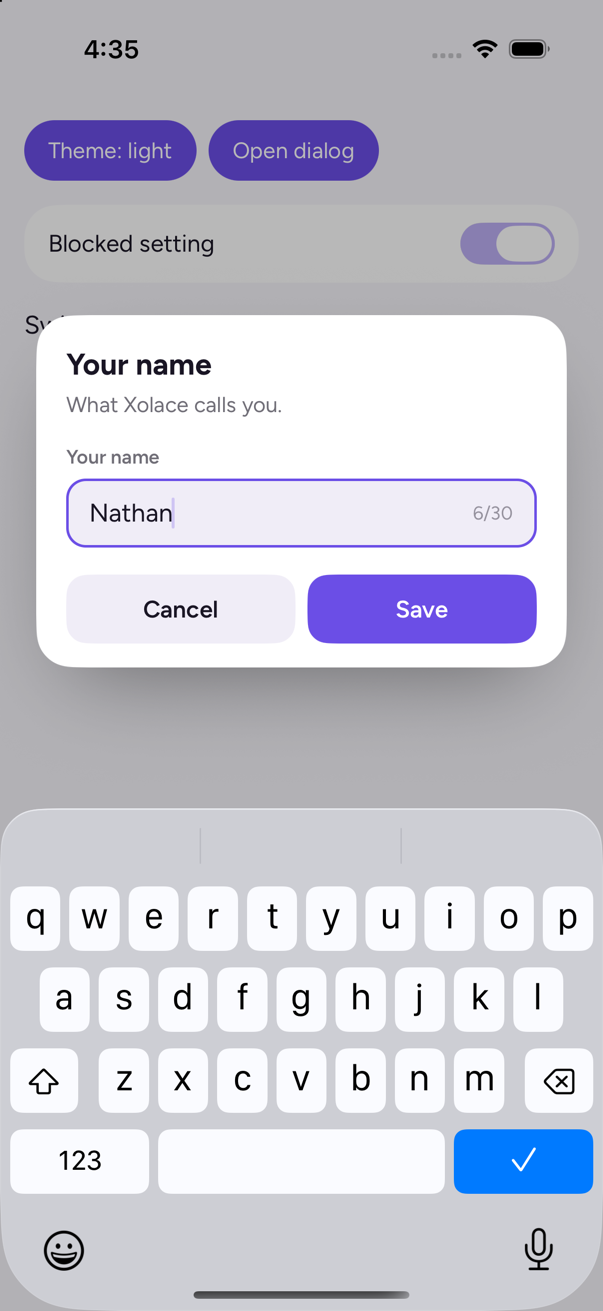 4:35
Theme: light
Open dialog
Blocked setting
Your name
What Xolace calls you.
Your name
Nathan 6/30
Cancel
Save
q w e r t y u i o p
a s d f g h j k l
z x c v b n m
123